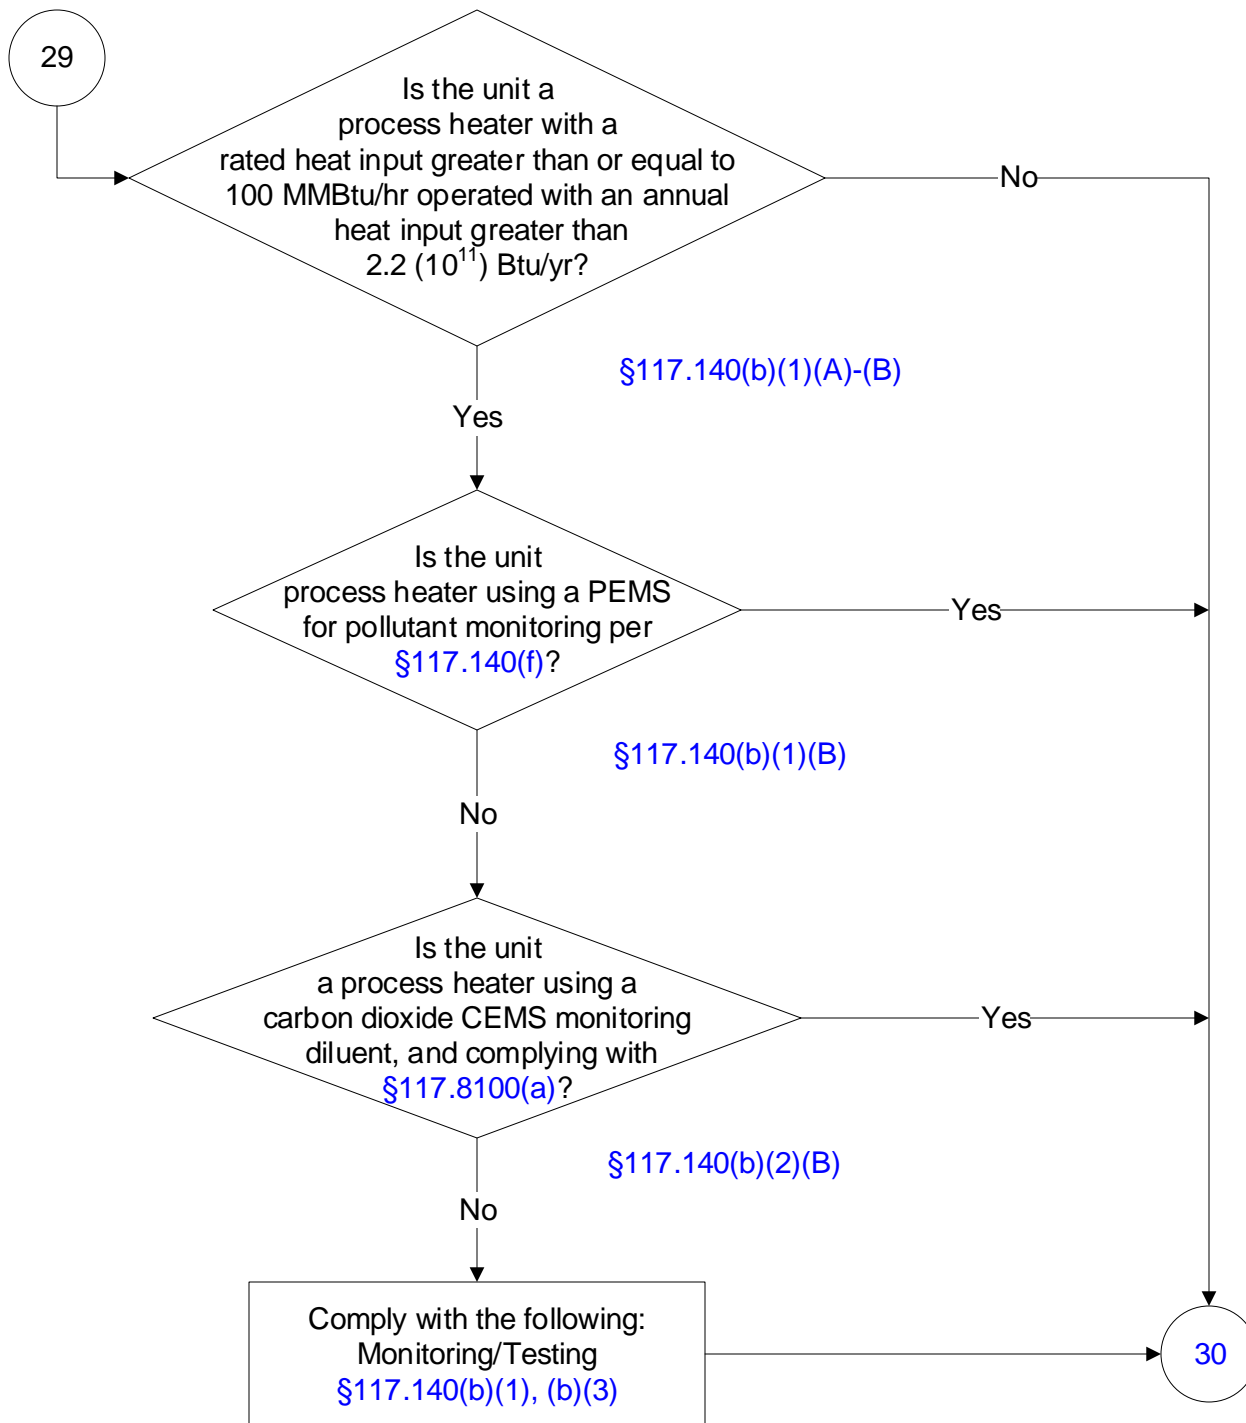 29
Is the unit a
process heater with a
rated heat input greater than or equal to
100 MMBtu/hr operated with an annual
heat input greater than
2.2 (10¹¹) Btu/yr?
No
§117.140(b)(1)(A)-(B)
Yes
Is the unit
process heater using a PEMS
for pollutant monitoring per
§117.140(f)?
Yes
§117.140(b)(1)(B)
No
Is the unit
a process heater using a
carbon dioxide CEMS monitoring
diluent, and complying with
§117.8100(a)?
Yes
§117.140(b)(2)(B)
No
Comply with the following:
Monitoring/Testing
§117.140(b)(1), (b)(3)
30